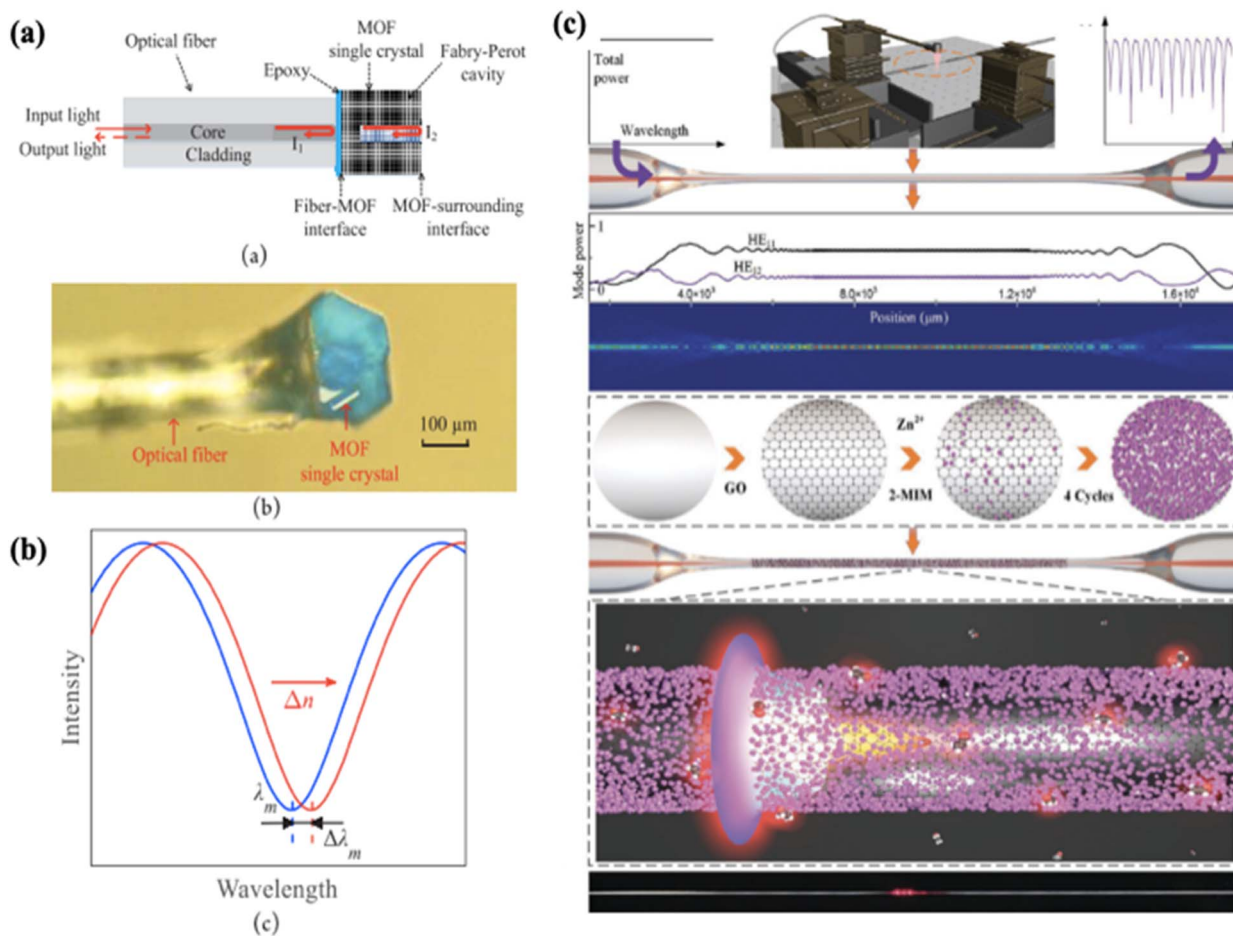 (a)
Optical fiber
MOF
single crystal
Epoxy
Fabry-Perot
cavity
Input light
Output light
Core
Cladding
I₁
I₂
Fiber-MOF
interface
MOF-surrounding
interface
(a)
Optical fiber
MOF
single crystal
100 μm
(b)
(b)
Intensity
Δn
λm
Δλm
Wavelength
(c)
(c)
Total
power
Wavelength
Mode power
1
0
HE₁₁
HE₁₂
4.0×10³
8.0×10³
1.2×10⁴
Position (μm)
GO
Zn²⁺
2-MIM
4 Cycles